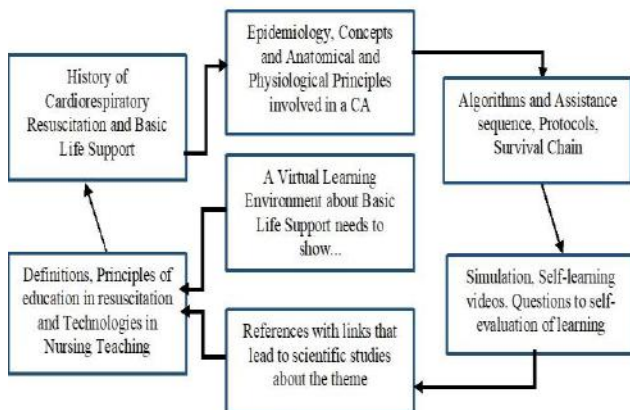 Epidemiology, Concepts
and Anatomical and
Physiological Principles
involved in a CA
History of
Cardiorespiratory
Resuscitation and Basic
Life Support
Algorithms and Assistance
sequence, Protocols,
Survival Chain
A Virtual Learning
Environment about Basic
Life Support needs to
show...
Definitions, Principles of
education in resuscitation
and Technologies in
Nursing Teaching
Simulation, Self-learning
videos. Questions to self-
evaluation of learning
References with links that
lead to scientific studies
about the theme